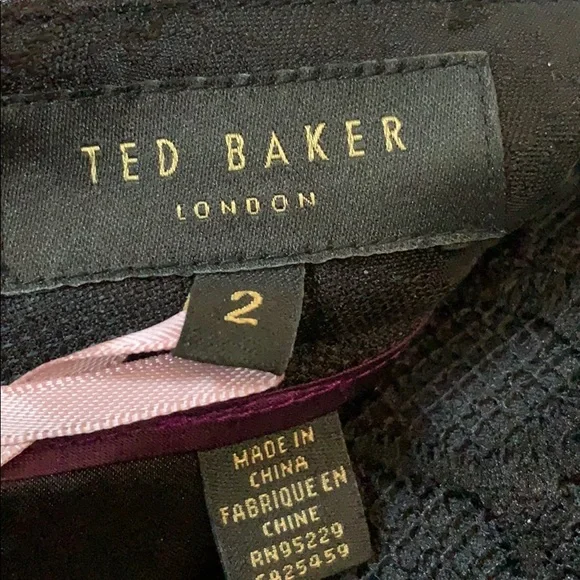 TED BAKER
LONDON
2
MADE IN
CHINA
FABRIQUE EN
CHINE
RN95229